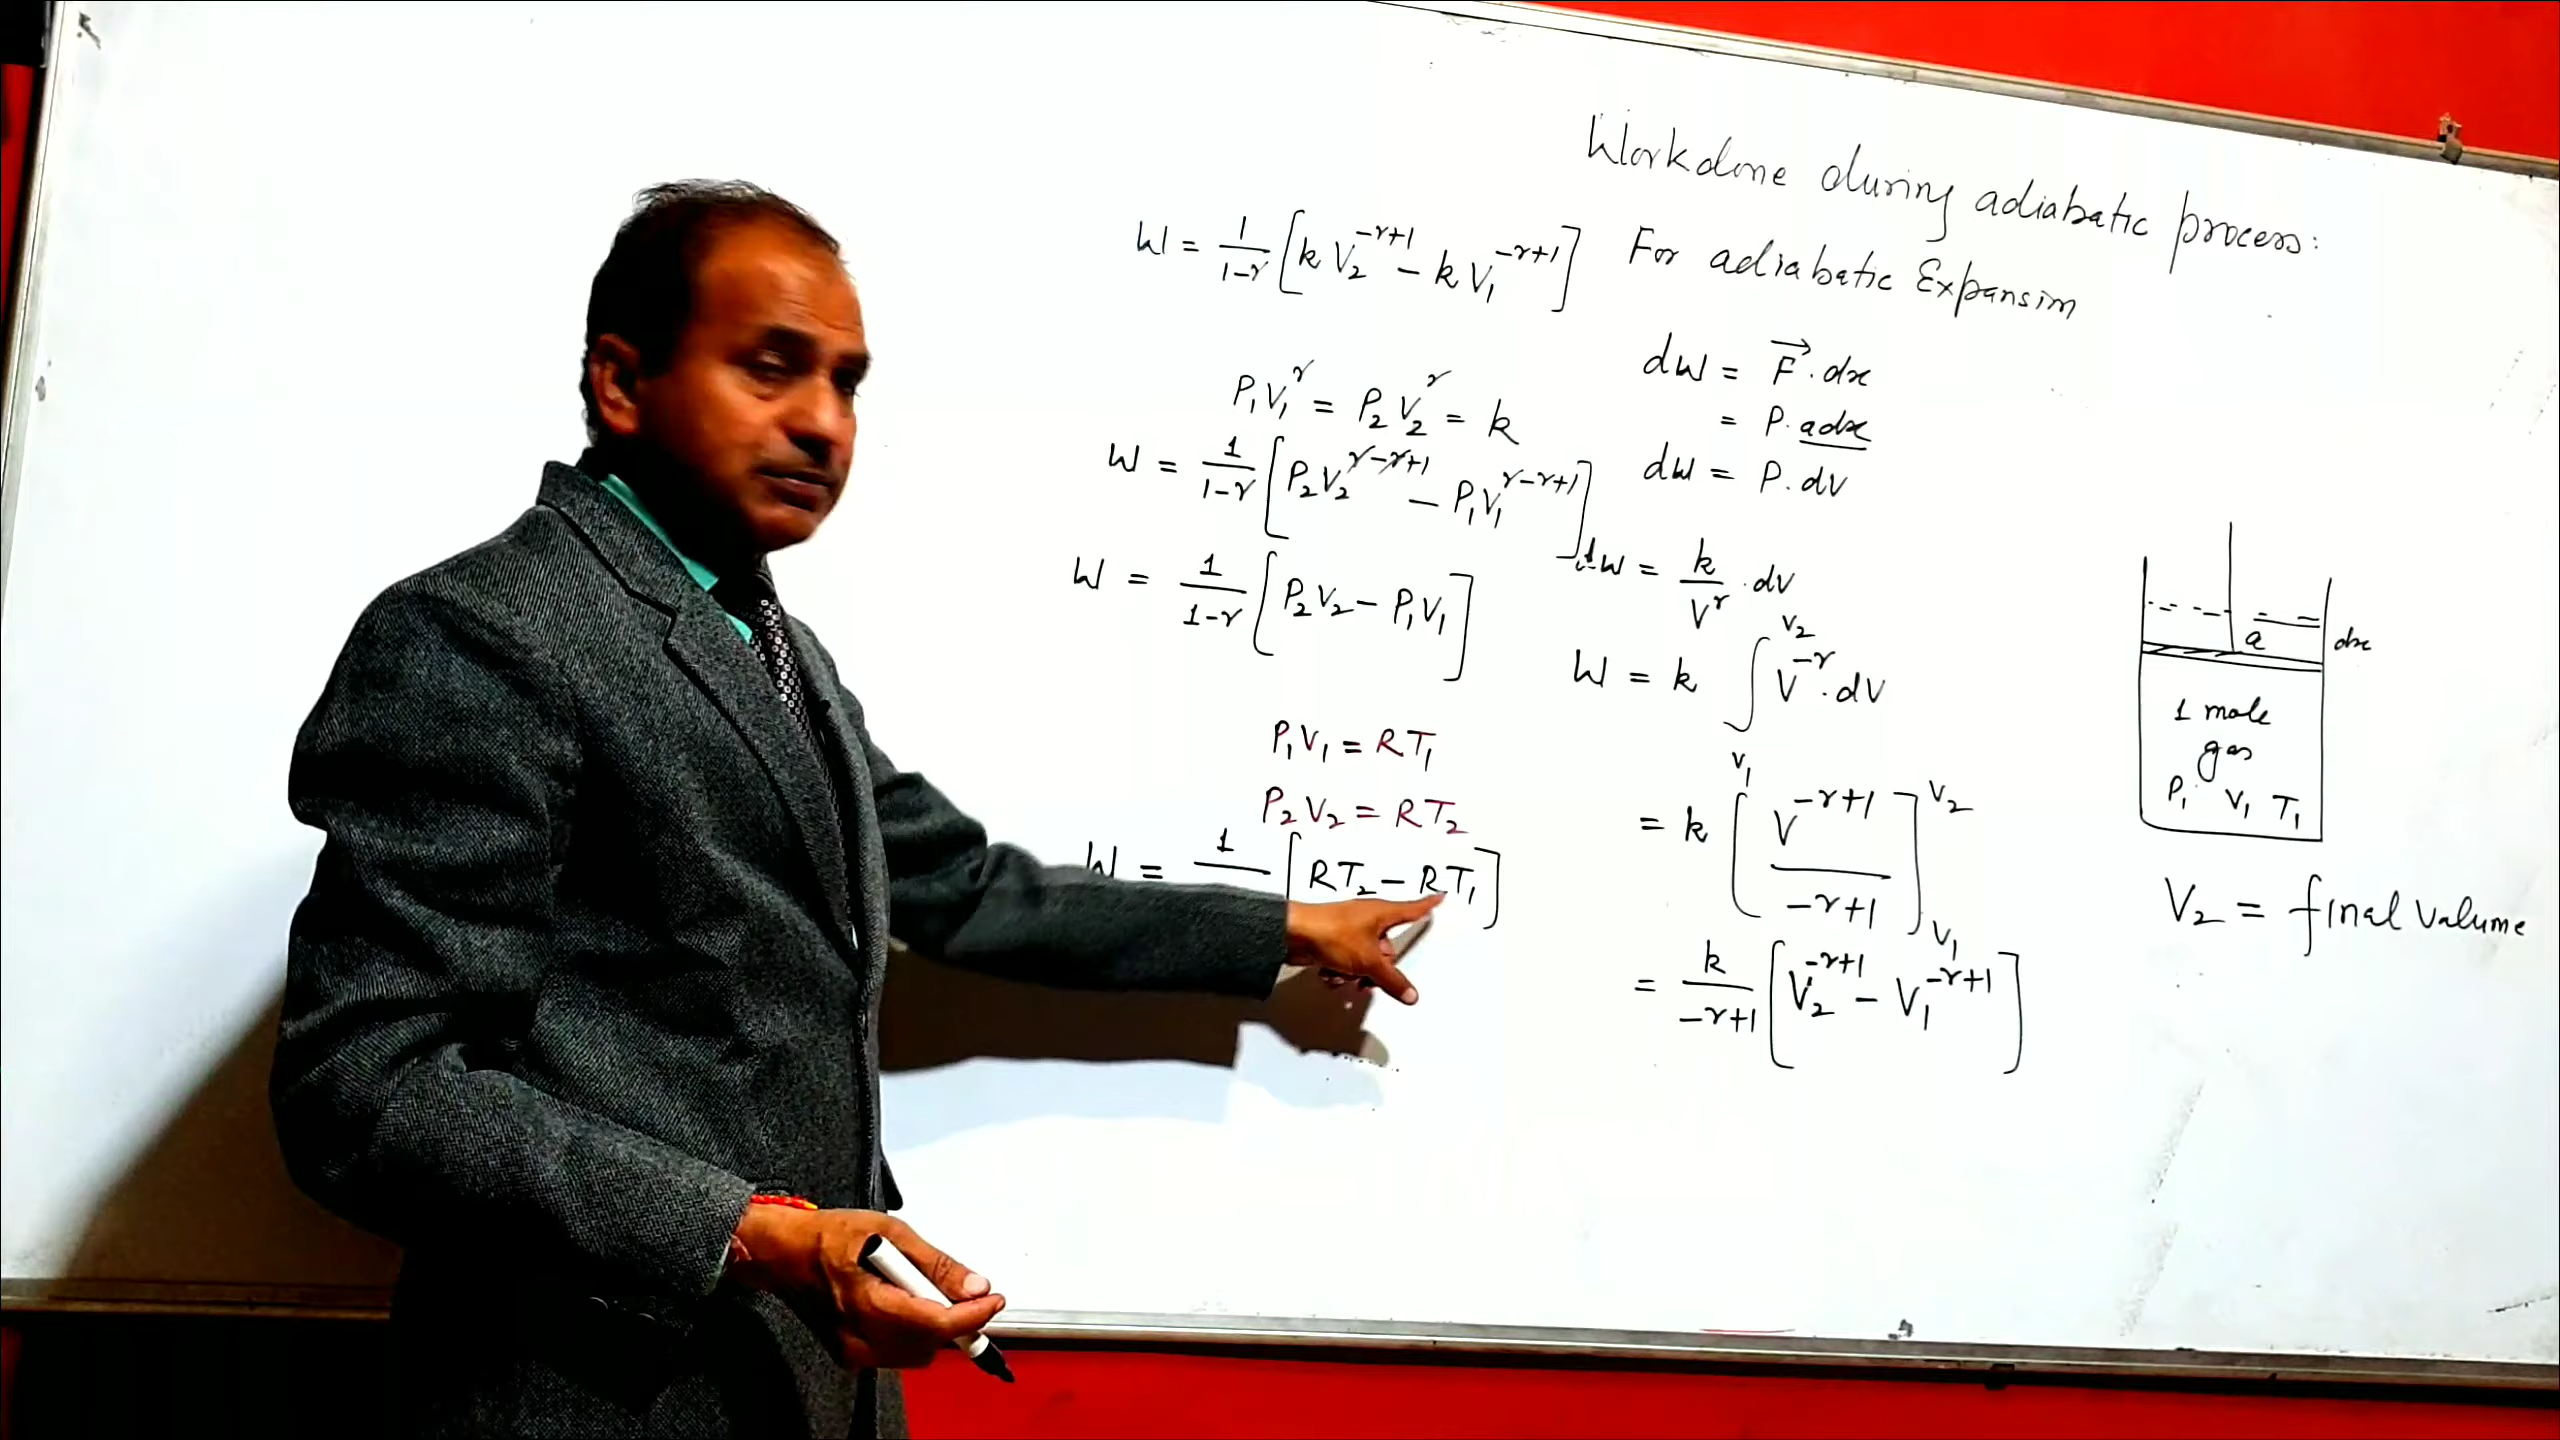 Workdone during adiabatic process:
For adiabatic Expansion
dW = F⃗ . dx
= P. adx
dW = P. dV
dW = k/V^γ . dV
W = k ∫_{V₁}^{V₂} V^{-γ} . dV
= k [V^{-γ+1}/(-γ+1)]_{V₁}^{V₂}
= k/(-γ+1) [V₂^{-γ+1} - V₁^{-γ+1}]
W = 1/(1-γ) [k V₂^{-γ+1} - k V₁^{-γ+1}]
P₁V₁^γ = P₂V₂^γ = k
W = 1/(1-γ) [P₂V₂^{γ-γ+1} - P₁V₁^{γ-γ+1}]
W = 1/(1-γ) [P₂V₂ - P₁V₁]
P₁V₁ = RT₁
P₂V₂ = RT₂
W = 1/ [RT₂ - RT₁]
a
dx
1 mole
gas
P₁ V₁ T₁
V₂ = final volume